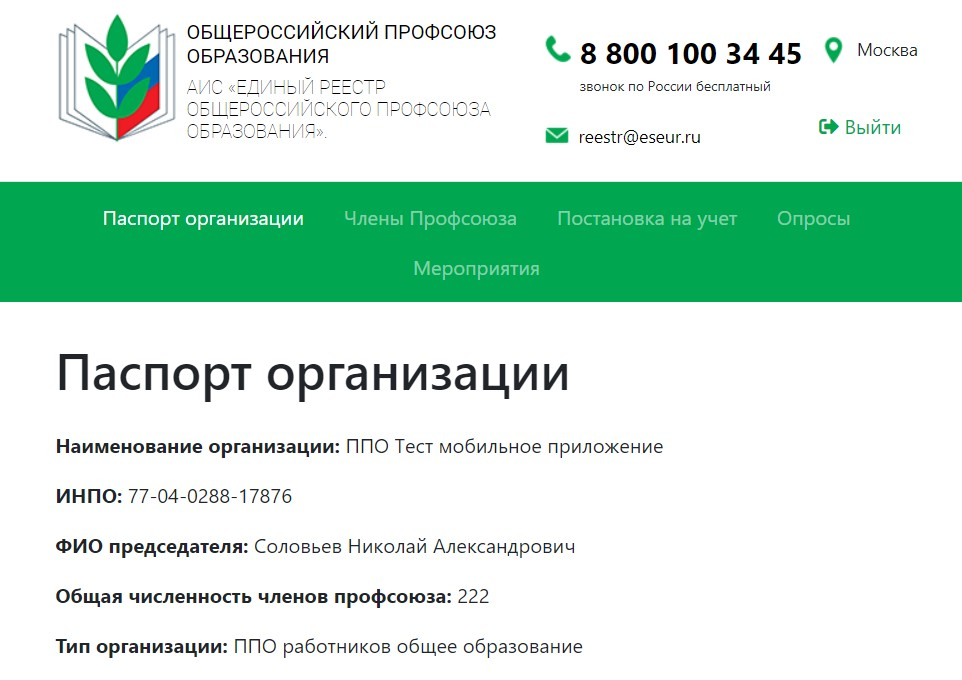 ОБЩЕРОССИЙСКИЙ ПРОФСОЮЗ
ОБРАЗОВАНИЯ
АИС «ЕДИНЫЙ РЕЕСТР
ОБЩЕРОССИЙСКОГО ПРОФСОЮЗА
ОБРАЗОВАНИЯ».
8 800 100 34 45
звонок по России бесплатный
reestr@eseur.ru
Москва
Выйти
Паспорт организации Члены Профсоюза Постановка на учет Опросы
Мероприятия
Паспорт организации
Наименование организации: ППО Тест мобильное приложение
ИНПО: 77-04-0288-17876
ФИО председателя: Соловьев Николай Александрович
Общая численность членов профсоюза: 222
Тип организации: ППО работников общее образование